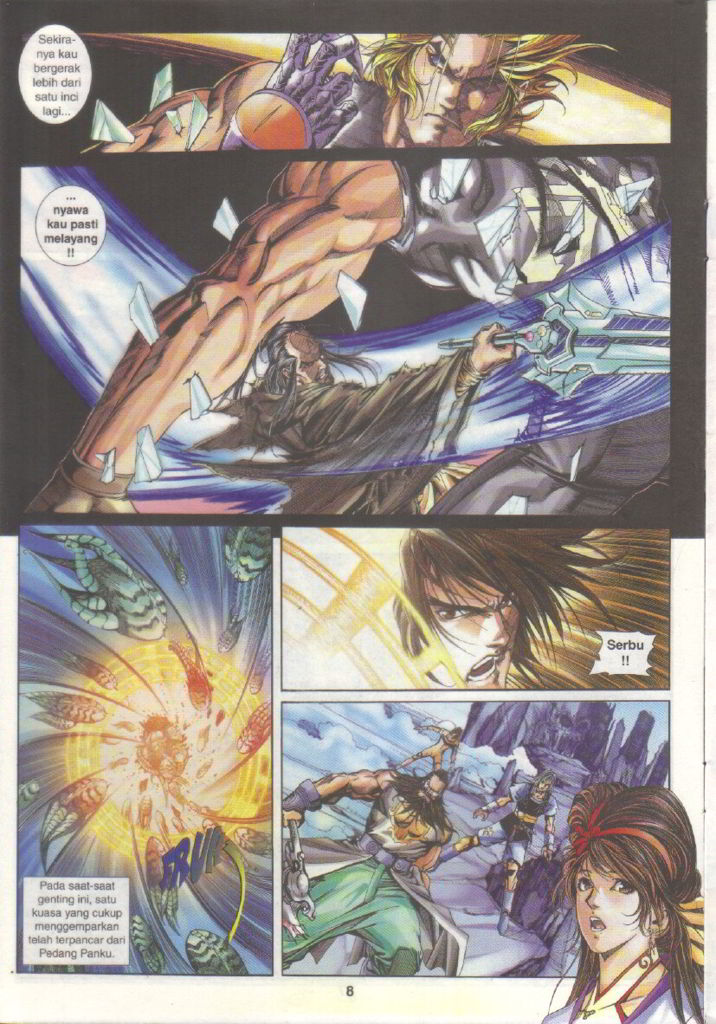 Sekira-
nya kau
bergerak
lebih dari
satu inci
lagi...
...
nyawa
kau pasti
melayang
!!
Serbu
!!
FRUU
Pada saat-saat
genting ini, satu
kuasa yang cukup
menggemparkan
telah terpancar dari
Pedang Panku.
8